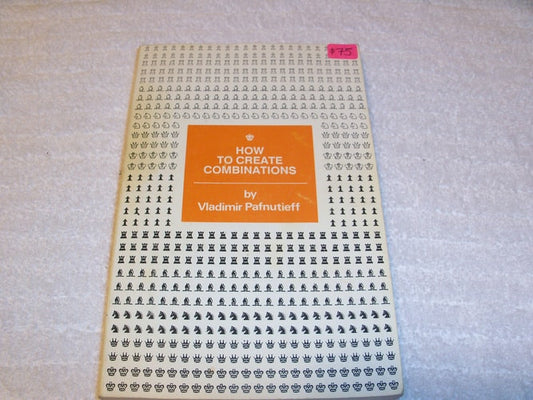 $75
HOW
TO CREATE
COMBINATIONS
by
Vladimir Pafnutieff